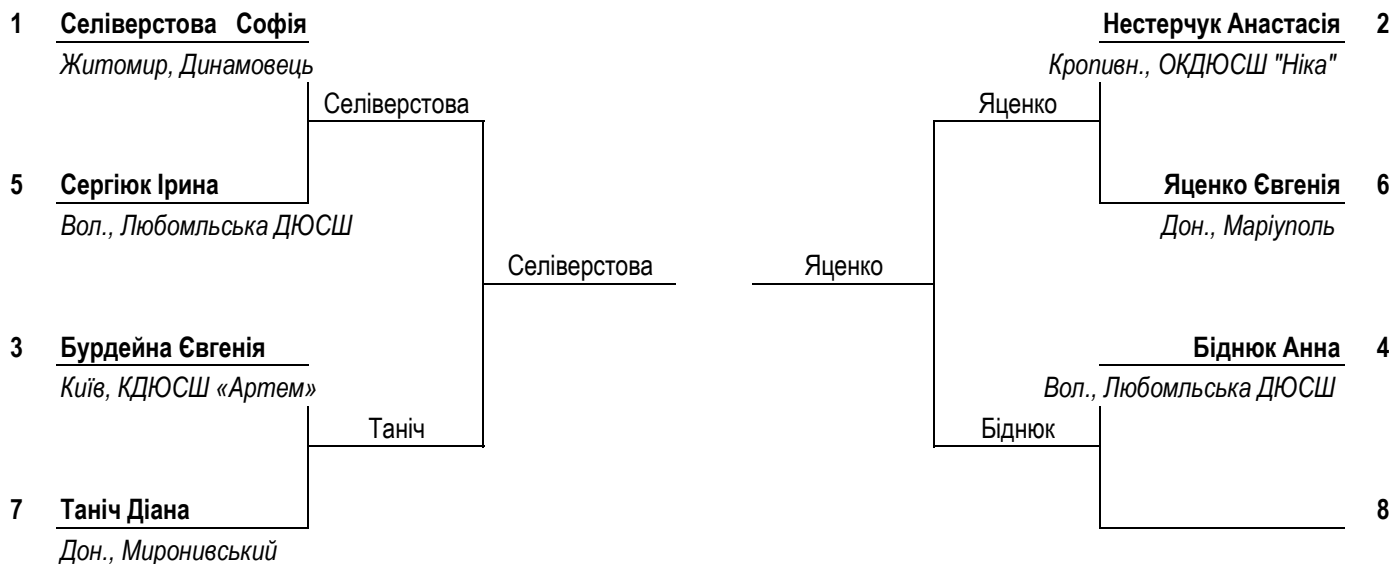 1 Селіверстова Софія Нестерчук Анастасія 2
Житомир, Динамовець Кропивн., ОКДЮСШ "Ніка"
Селіверстова Яценко
5 Сергіюк Ірина Яценко Євгенія 6
Вол., Любомльська ДЮСШ Дон., Маріуполь
Селіверстова Яценко
3 Бурдейна Євгенія Біднюк Анна 4
Київ, КДЮСШ «Артем» Вол., Любомльська ДЮСШ
Таніч Біднюк
7 Таніч Діана 8
Дон., Миронивський